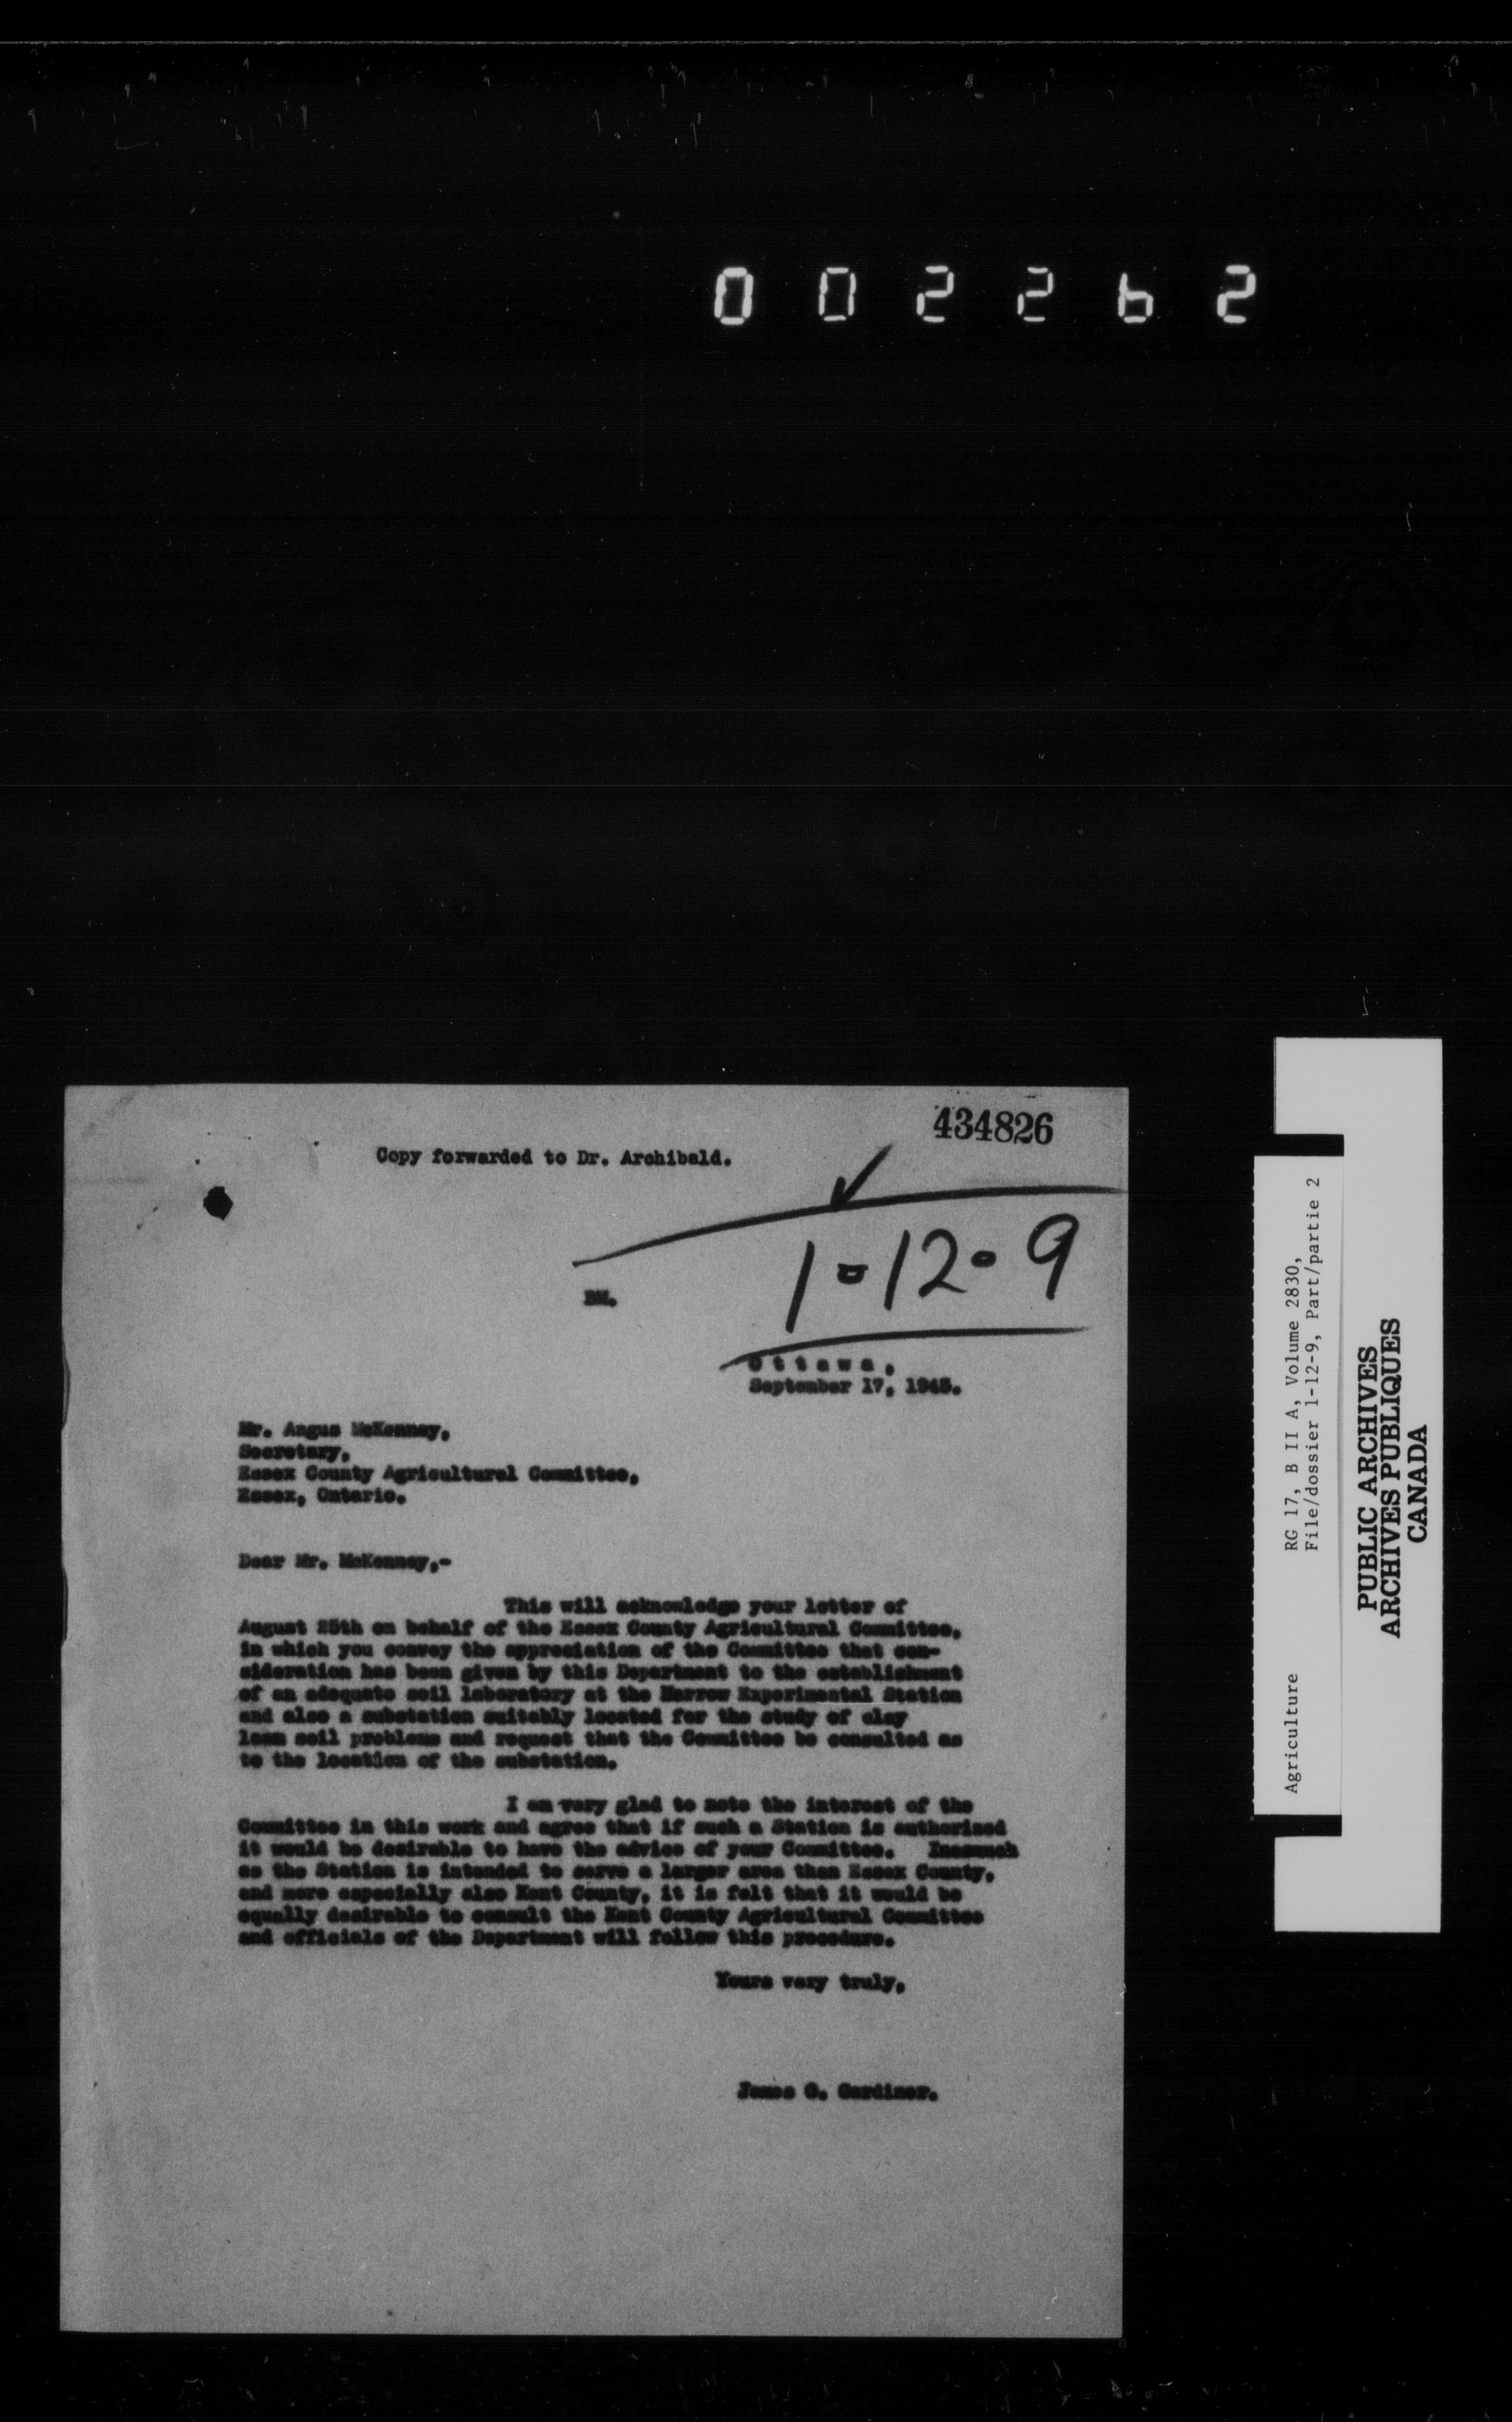 002262
434826
Copy forwarded to Dr. Archibald.
1-12-9
BM.
Ottawa,
September 17, 1945.
Mr. Angus McKenney,
Secretary,
Essex County Agricultural Committee,
Essex, Ontario.
Dear Mr. McKenney,-
This will acknowledge your letter of
August 25th on behalf of the Essex County Agricultural Committee,
in which you convey the appreciation of the Committee that con-
sideration has been given by this Department to the establishment
of an adequate soil laboratory at the Harrow Experimental Station
and also a substation suitably located for the study of clay
loam soil problems and request that the Committee be consulted as
to the location of the substation.
I am very glad to note the interest of the
Committee in this work and agree that if such a Station is authorized
it would be desirable to have the advice of your Committee. Inasmuch
as the Station is intended to serve a larger area than Essex County,
and more especially also Kent County, it is felt that it would be
equally desirable to consult the Kent County Agricultural Committee
and officials of the Department will follow this procedure.
Yours very truly,
James G. Gardiner.
Agriculture RG 17, B II A, Volume 2830,
File/dossier 1-12-9, Part/partie 2
PUBLIC ARCHIVES
ARCHIVES PUBLIQUES
CANADA